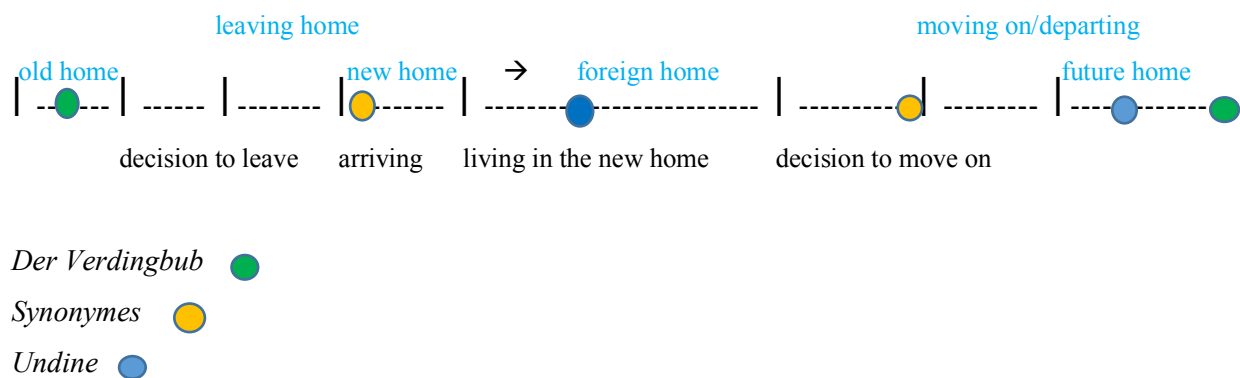 leaving home moving on/departing
old home new home → foreign home future home
| ------- | ------ | -------- | ------- | ----------------------- | --------- | --------- | ------------
decision to leave arriving living in the new home decision to move on
Der Verdingbub
Synonymes
Undine